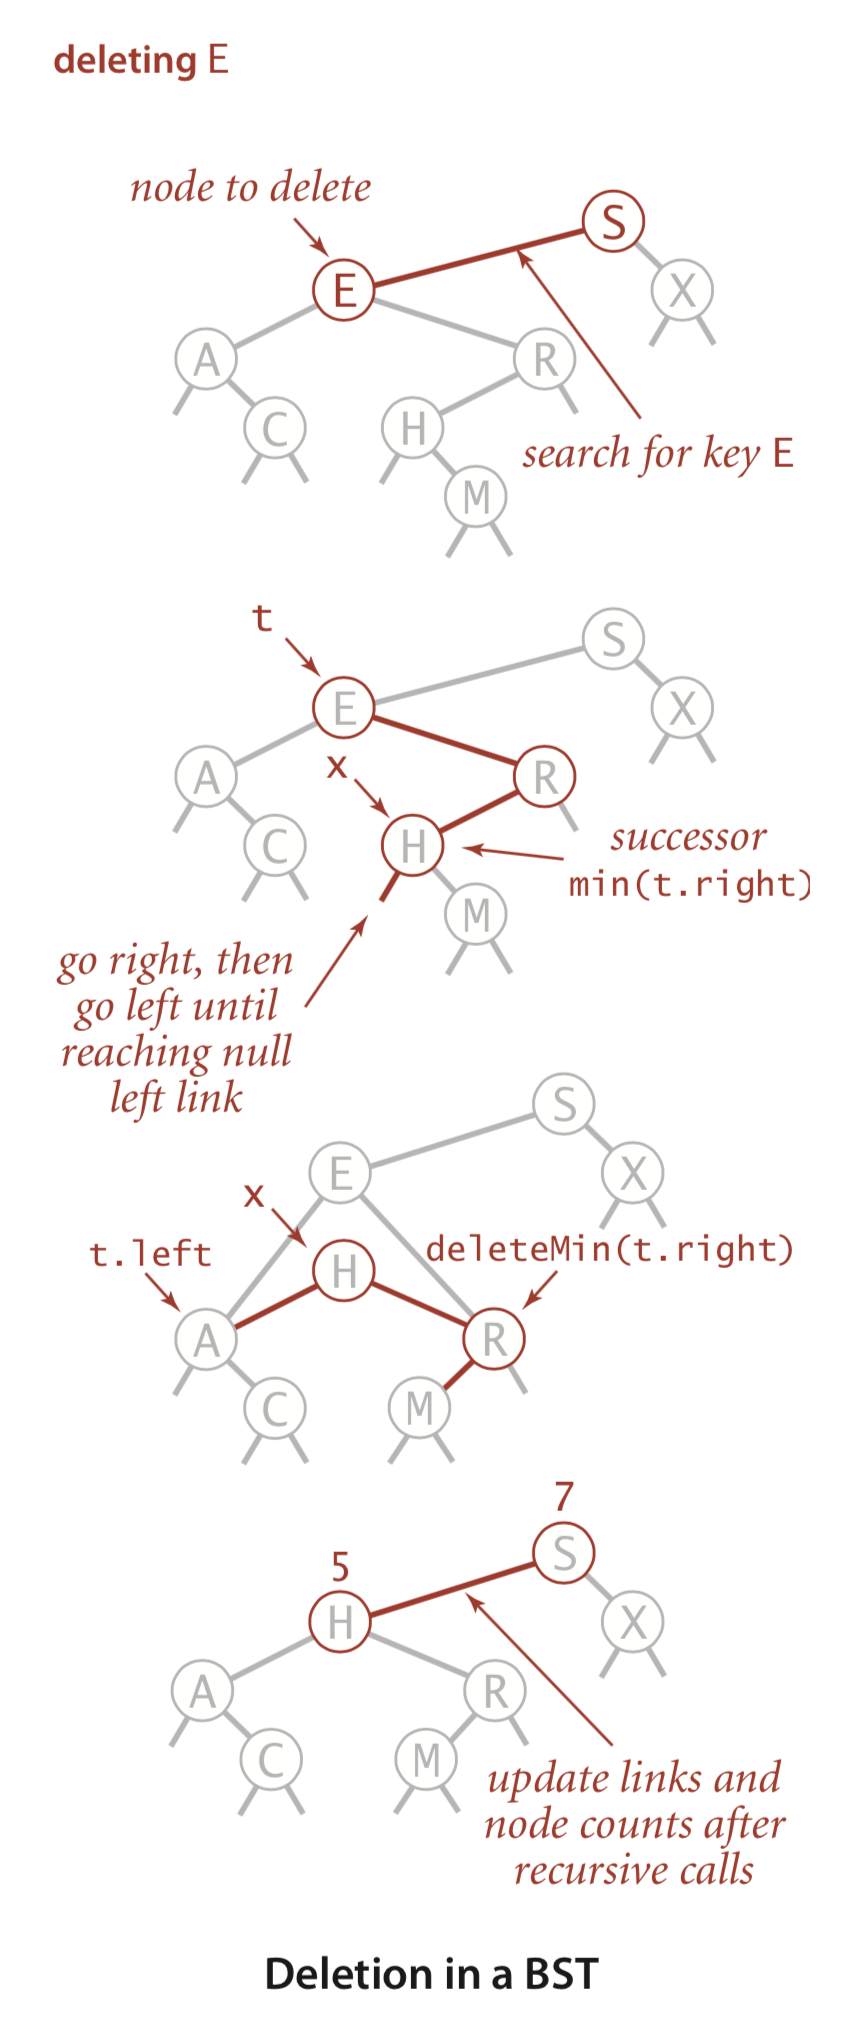 deleting E
node to delete
S
E
X
A
R
C
H
search for key E
M
t
S
E
X
x
A
R
successor
C
H
min(t.right)
M
go right, then
go left until
reaching null
left link
S
E
X
x
t.left
deleteMin(t.right)
H
A
R
C
M
7
S
5
H
X
A
R
C
M
update links and
node counts after
recursive calls
Deletion in a BST